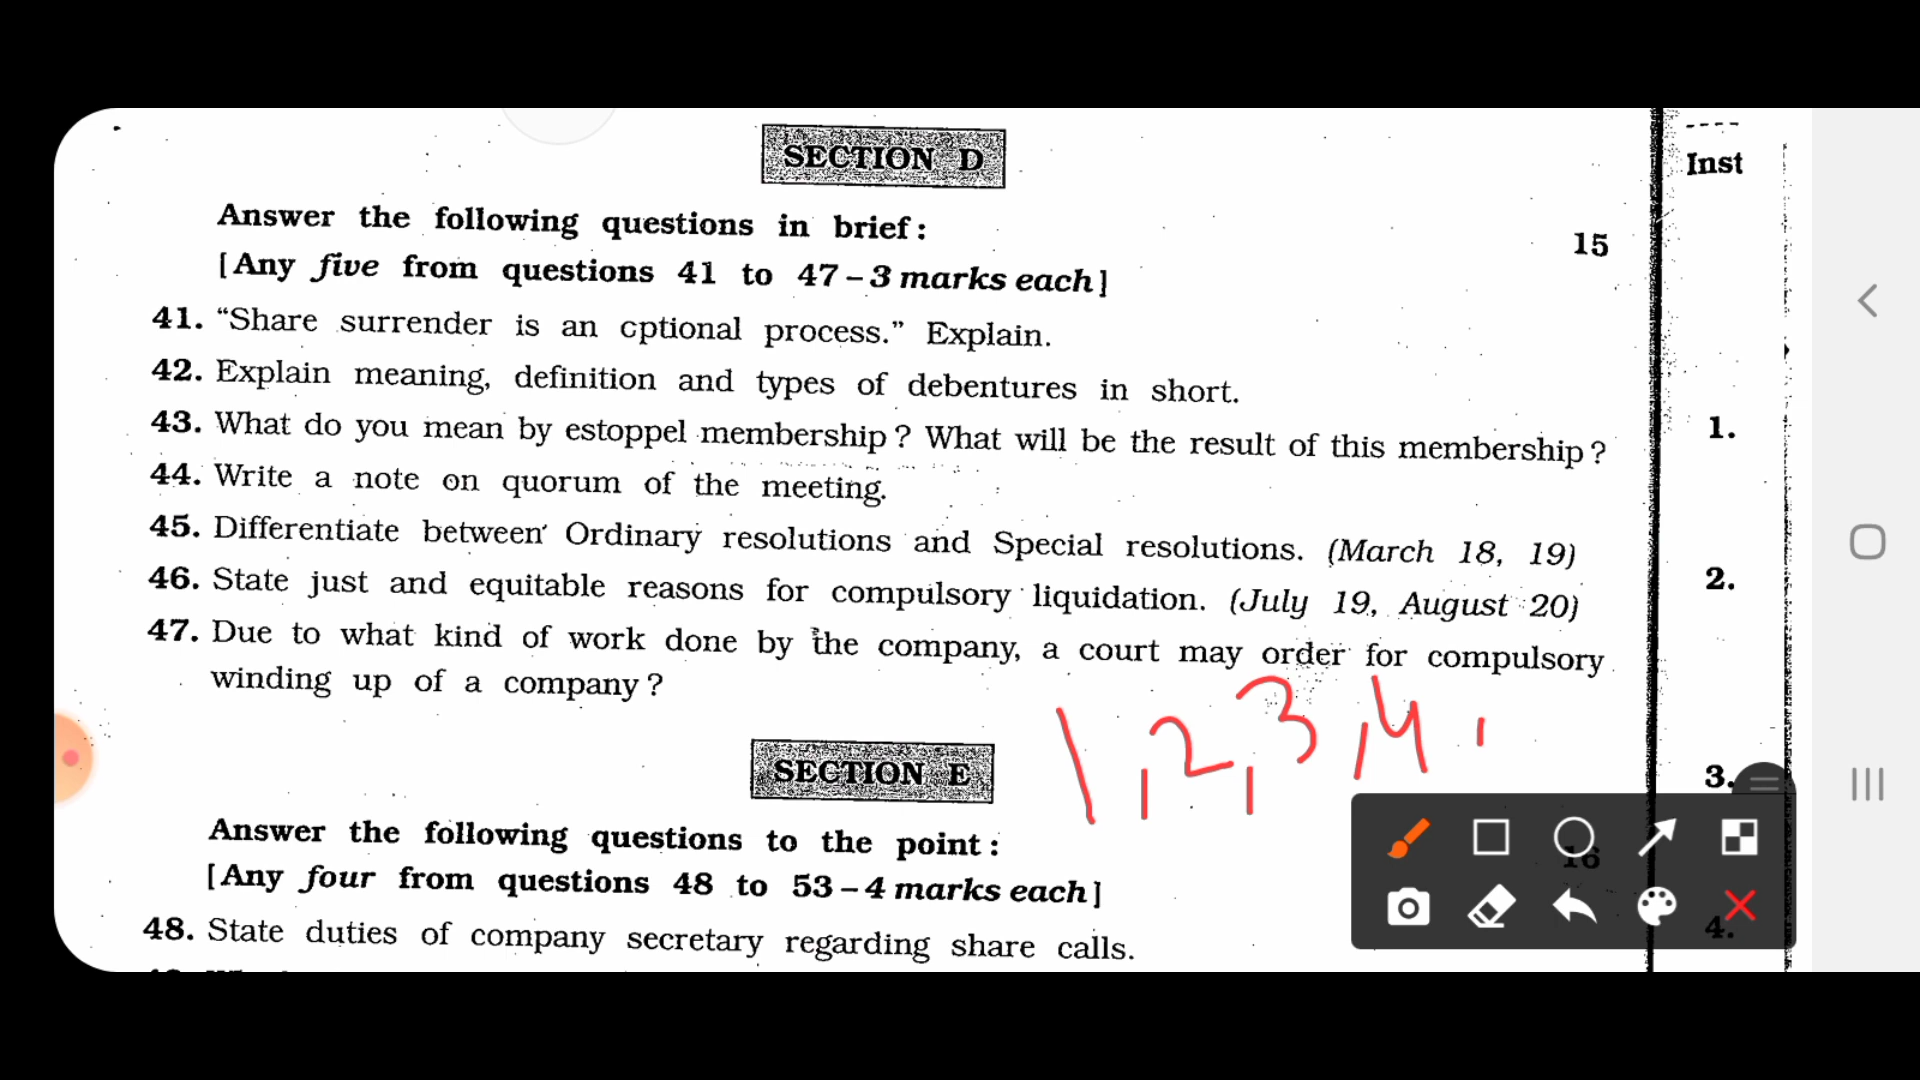 SECTION D
Answer the following questions in brief : 15
[Any five from questions 41 to 47 – 3 marks each]
41. “Share surrender is an cptional process.” Explain.
42. Explain meaning, definition and types of debentures in short.
43. What do you mean by estoppel membership ? What will be the result of this membership ?
44. Write a note on quorum of the meeting.
45. Differentiate between Ordinary resolutions and Special resolutions. (March 18, 19)
46. State just and equitable reasons for compulsory liquidation. (July 19, August 20)
47. Due to what kind of work done by the company, a court may order for compulsory
winding up of a company ?
1, 2, 3, 4,
SECTION E
Answer the following questions to the point : 16
[Any four from questions 48 to 53 – 4 marks each]
48. State duties of company secretary regarding share calls.
Inst
1.
2.
3.
4.